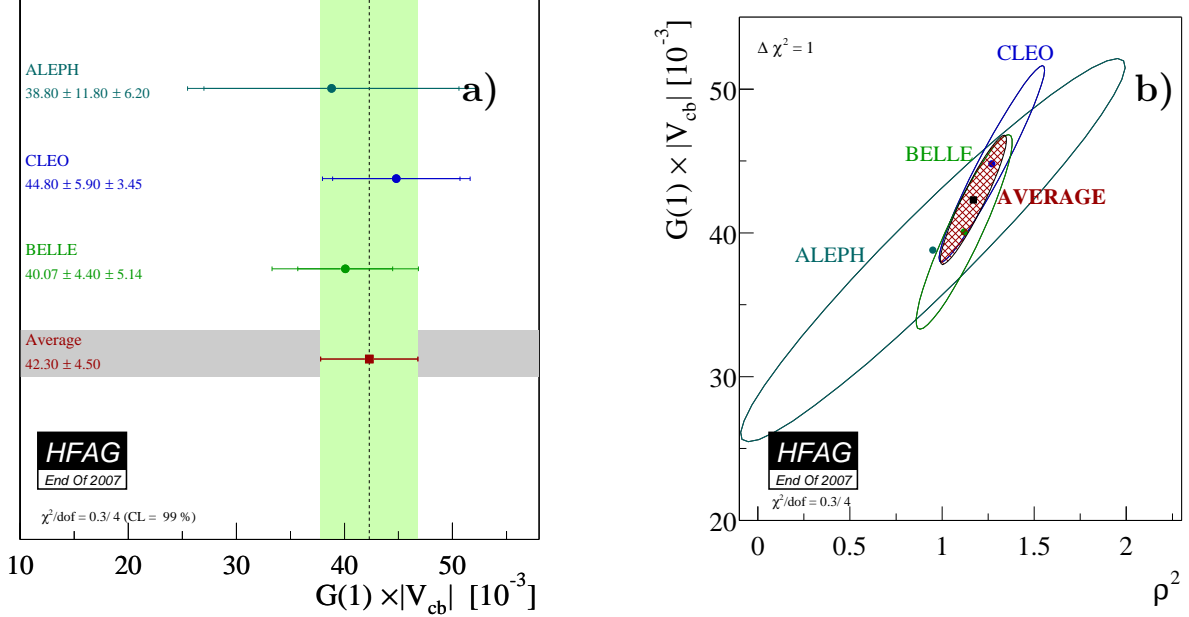 ALEPH
38.80 ± 11.80 ± 6.20
a)
CLEO
44.80 ± 5.90 ± 3.45
BELLE
40.07 ± 4.40 ± 5.14
Average
42.30 ± 4.50
HFAG
End Of 2007
χ²/dof = 0.3/ 4 (CL = 99 %)
10 20 30 40 50
G(1) ×|V_cb| [10⁻³]
G(1) × |V_cb| [10⁻³]
Δ χ² = 1
CLEO
b)
BELLE
AVERAGE
ALEPH
HFAG
End Of 2007
χ²/dof = 0.3/ 4
50
40
30
20
0 0.5 1 1.5 2
ρ²